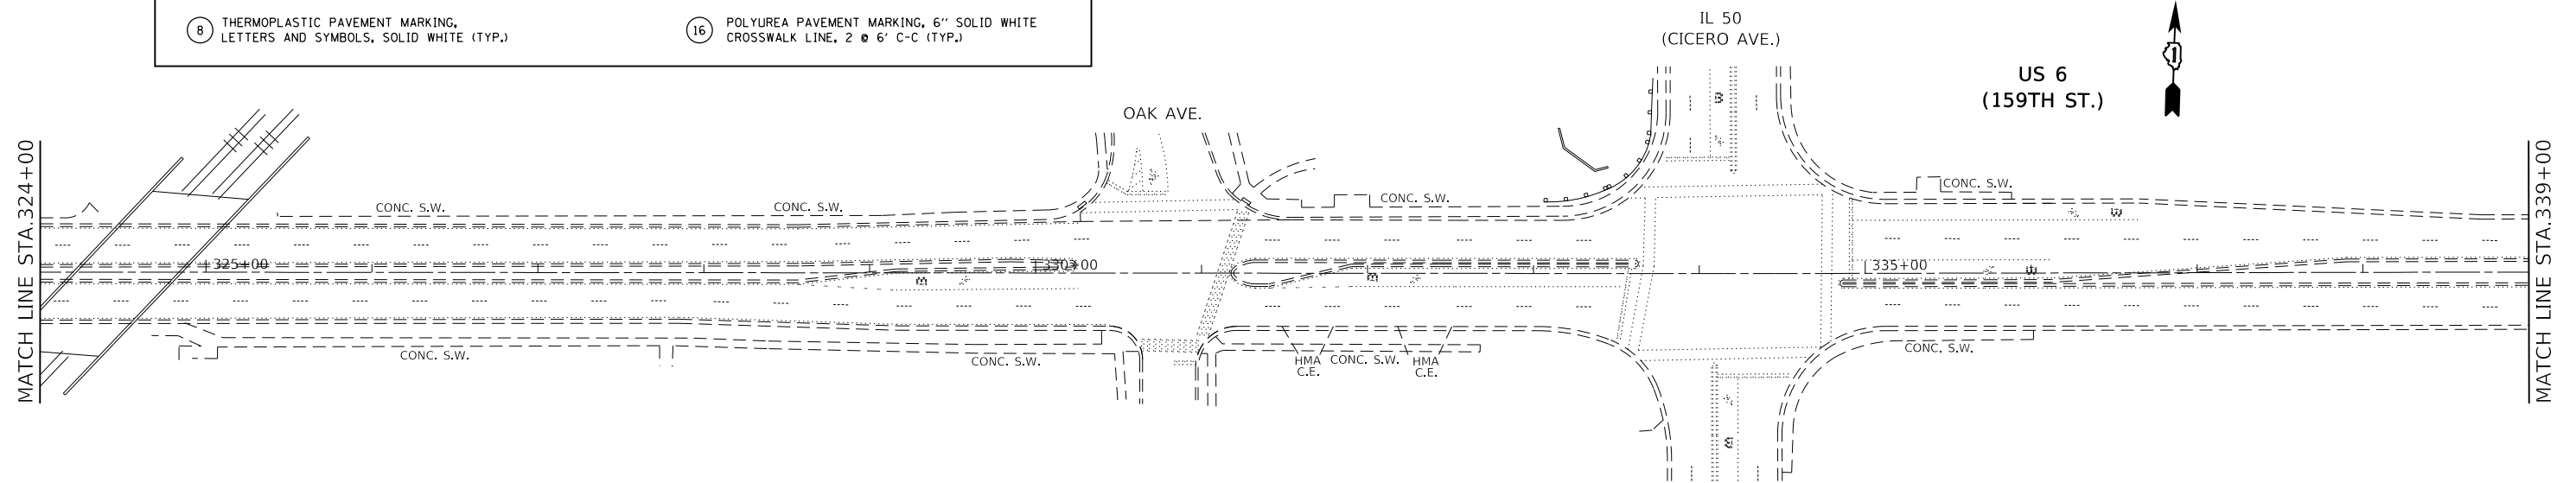 8 THERMOPLASTIC PAVEMENT MARKING,
LETTERS AND SYMBOLS, SOLID WHITE (TYP.)
16 POLYUREA PAVEMENT MARKING, 6" SOLID WHITE
CROSSWALK LINE, 2 @ 6' C-C (TYP.)
IL 50
(CICERO AVE.)
US 6
(159TH ST.)
OAK AVE.
MATCH LINE STA.324+00
MATCH LINE STA.339+00
CONC. S.W.
CONC. S.W.
CONC. S.W.
CONC. S.W.
325+00
330+00
335+00
CONC. S.W.
CONC. S.W.
HMA
C.E.
CONC. S.W.
HMA
C.E.
CONC. S.W.